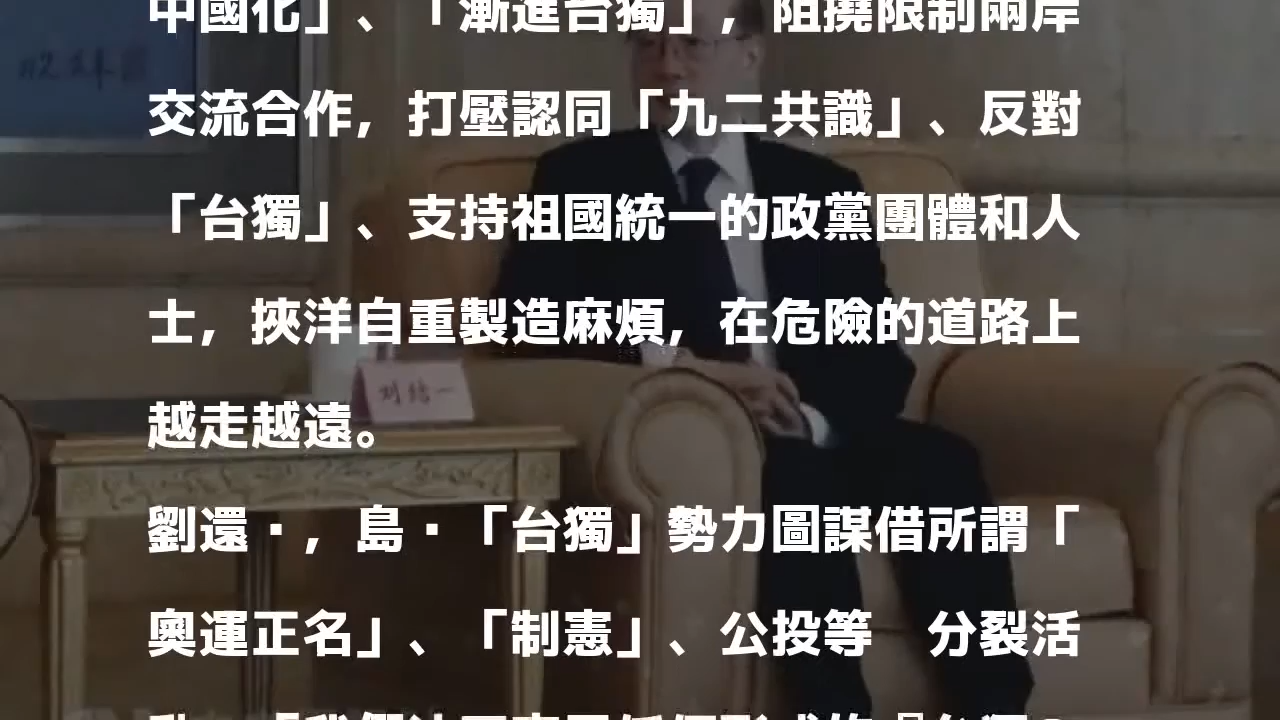 中國化」、「漸進台獨」，阻撓限制兩岸
交流合作，打壓認同「九二共識」、反對
「台獨」、支持祖國統一的政黨團體和人
士，挾洋自重製造麻煩，在危險的道路上
越走越遠。
劉還·，島·「台獨」勢力圖謀借所謂「
奧運正名」、「制憲」、公投等　分裂活
刘结一